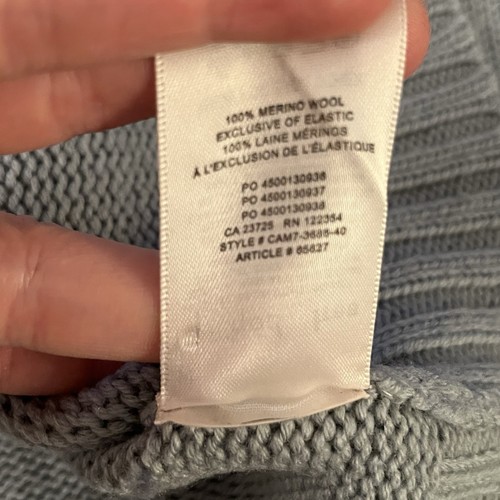 100% MERINO WOOL
EXCLUSIVE OF ELASTIC
100% LAINE MÉRINOS
À L'EXCLUSION DE L'ÉLASTIQUE
PO 4500130936
PO 4500130937
PO 4500130938
CA 23725 RN 122354
STYLE # CAM7-3686-40
ARTICLE # 65627